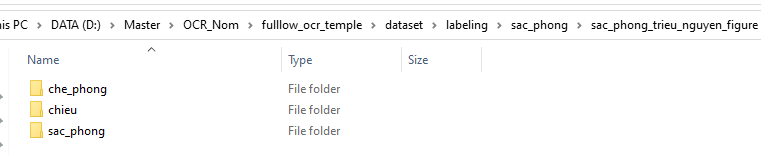 his PC > DATA (D:) > Master > OCR_Nom > fulllow_ocr_temple > dataset > labeling > sac_phong > sac_phong_trieu_nguyen_figure
Name Type Size
che_phong File folder
chieu File folder
sac_phong File folder